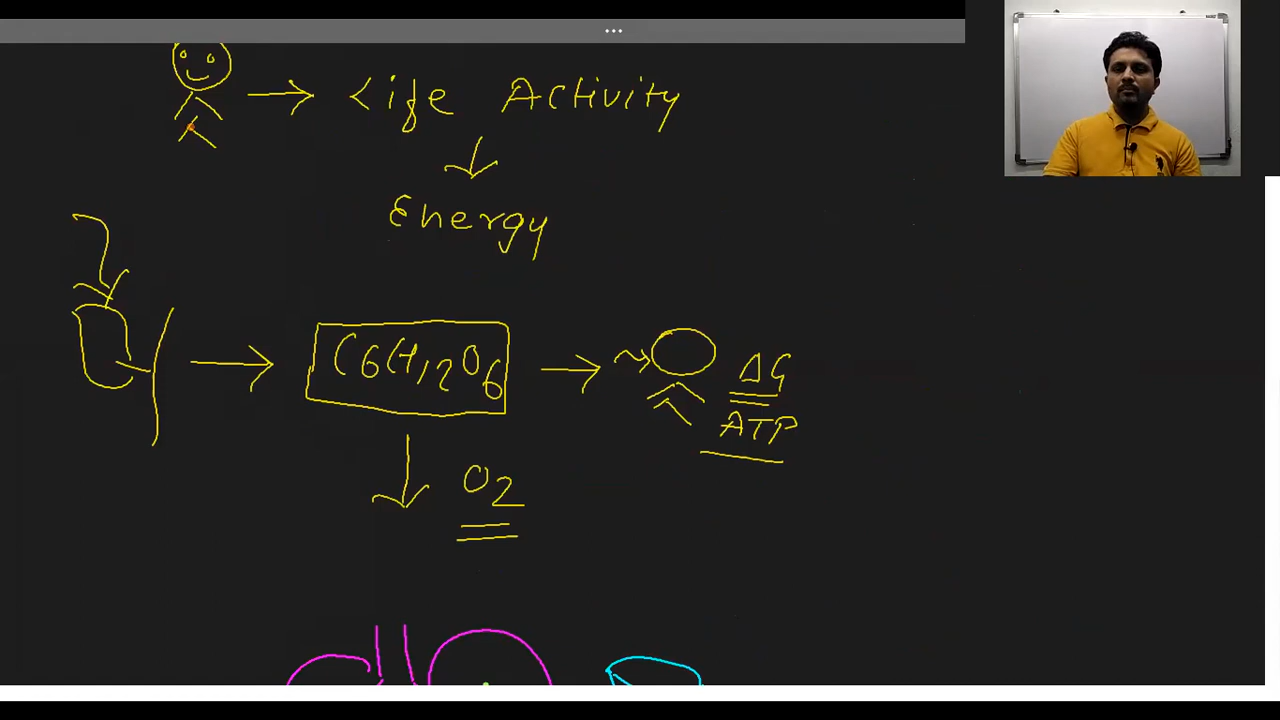 Life Activity
Energy
C6H12O6
ΔG
ATP
O2